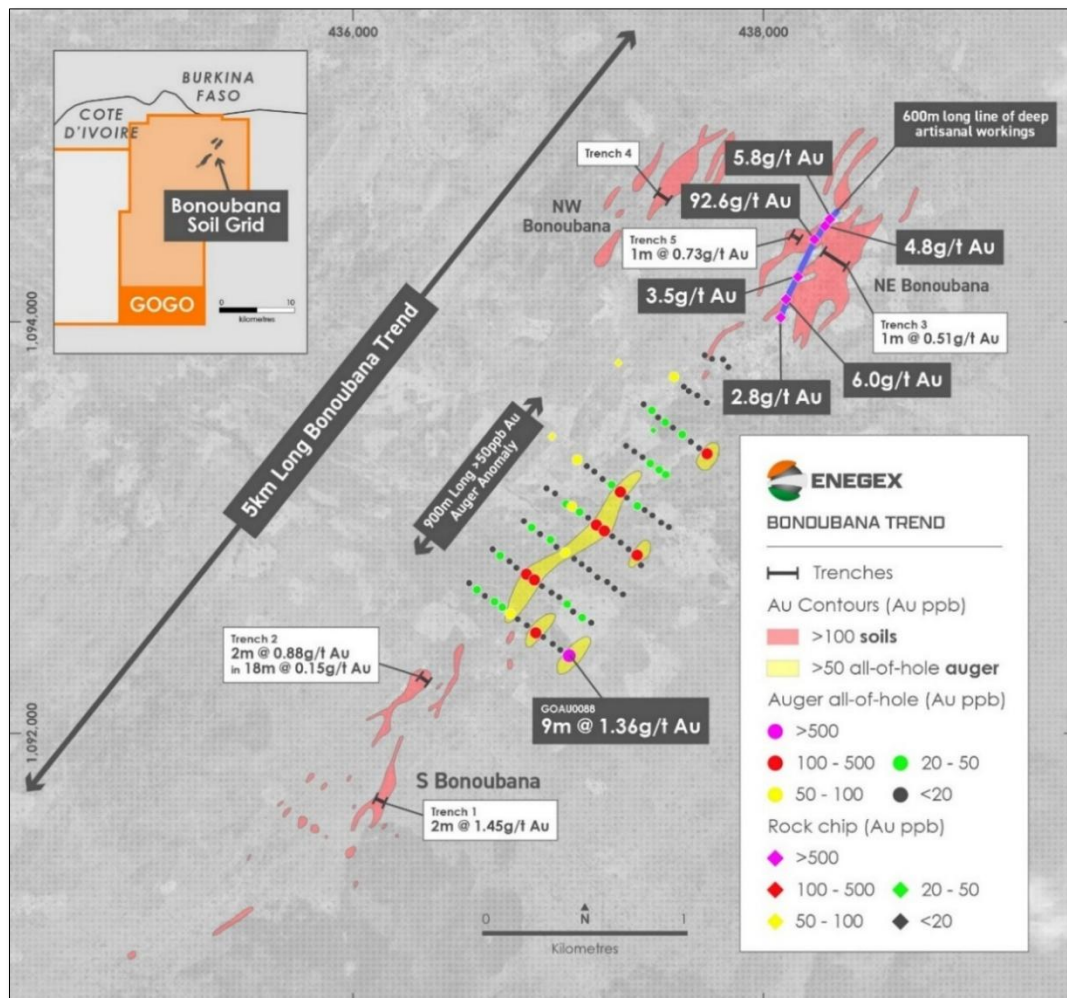 436,000
438,000
BURKINA
FASO
COTE
D'IVOIRE
Bonoubana
Soil Grid
GOGO
0
10
kilometres
600m long line of deep
artisanal workings
Trench 4
5.8g/t Au
NW
Bonoubana
92.6g/t Au
Trench 5
1m @ 0.73g/t Au
4.8g/t Au
3.5g/t Au
NE Bonoubana
1,094,000
Trench 3
1m @ 0.51g/t Au
2.8g/t Au
6.0g/t Au
5km Long Bonoubana Trend
900m Long >50ppb Au
Auger Anomaly
ENEGEX
BONOUBANA TREND
Trenches
Au Contours (Au ppb)
>100 soils
>50 all-of-hole auger
Auger all-of-hole (Au ppb)
>500
100 - 500
20 - 50
50 - 100
<20
Rock chip (Au ppb)
>500
100 - 500
20 - 50
50 - 100
<20
Trench 2
2m @ 0.88g/t Au
in 18m @ 0.15g/t Au
GOAU0088
9m @ 1.36g/t Au
1,092,000
S Bonoubana
Trench 1
2m @ 1.45g/t Au
0
N
1
Kilometres